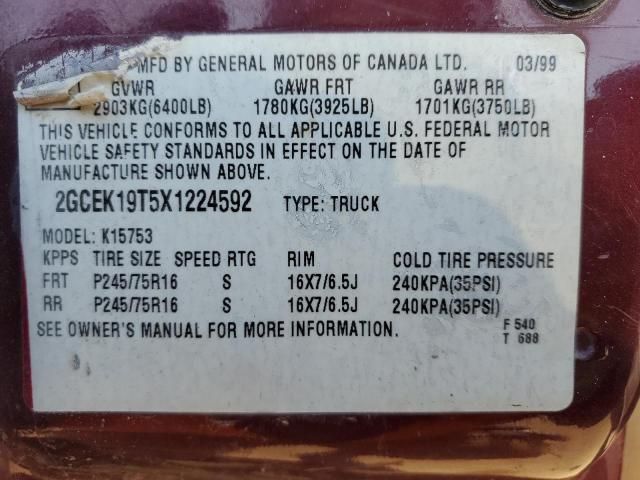 MFD BY GENERAL MOTORS OF CANADA LTD. 03/99
GVWR GAWR FRT GAWR RR
2903KG(6400LB) 1780KG(3925LB) 1701KG(3750LB)
THIS VEHICLE CONFORMS TO ALL APPLICABLE U.S. FEDERAL MOTOR
VEHICLE SAFETY STANDARDS IN EFFECT ON THE DATE OF
MANUFACTURE SHOWN ABOVE.
2GCEK19T5X1224592 TYPE: TRUCK
MODEL: K15753
KPPS TIRE SIZE SPEED RTG RIM COLD TIRE PRESSURE
FRT P245/75R16 S 16X7/6.5J 240KPA(35PSI)
RR P245/75R16 S 16X7/6.5J 240KPA(35PSI)
SEE OWNER'S MANUAL FOR MORE INFORMATION. F 540
T 688